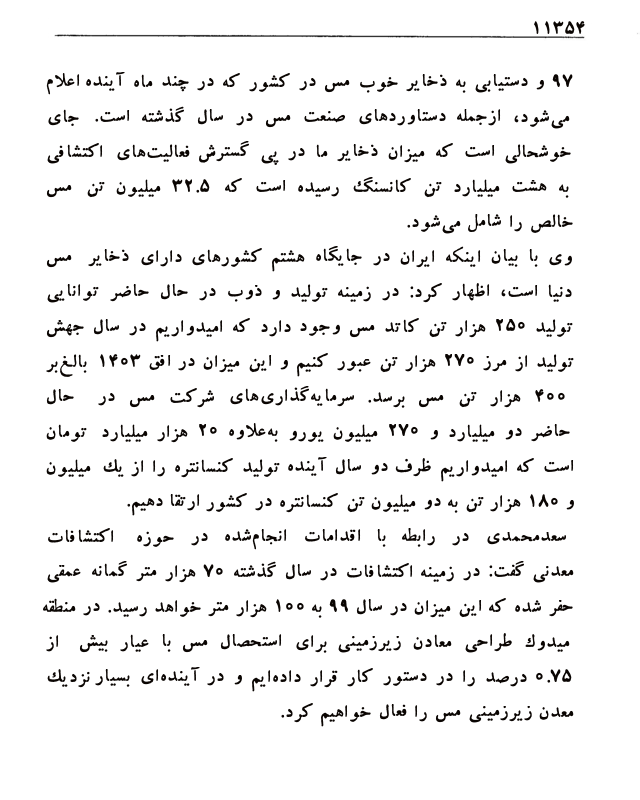 ۱۱۳۵۴
۹۷ و دستیابی به ذخایر خوب مس در کشور که در چند ماه آینده اعلام
می‌شود، ازجمله دستاوردهای صنعت مس در سال گذشته است. جای
خوشحالی است که میزان ذخایر ما در پی گسترش فعالیت‌های اکتشافی
به هشت میلیارد تن کانسنگ رسیده است که ۳۲.۵ میلیون تن مس
خالص را شامل می‌شود.
وی با بیان اینکه ایران در جایگاه هشتم کشورهای دارای ذخایر مس
دنیا است، اظهار کرد: در زمینه تولید و ذوب در حال حاضر توانایی
تولید ۲۵۰ هزار تن کاتد مس وجود دارد که امیدواریم در سال جهش
تولید از مرز ۲۷۰ هزار تن عبور کنیم و این میزان در افق ۱۴۰۳ بالغ‌بر
۴۰۰ هزار تن مس برسد. سرمایه‌گذاری‌های شرکت مس در حال
حاضر دو میلیارد و ۲۷۰ میلیون یورو به‌علاوه ۲۰ هزار میلیارد تومان
است که امیدواریم ظرف دو سال آینده تولید کنسانتره را از یك میلیون
و ۱۸۰ هزار تن به دو میلیون تن کنسانتره در کشور ارتقا دهیم.
سعدمحمدی در رابطه با اقدامات انجام‌شده در حوزه اکتشافات
معدنی گفت: در زمینه اکتشافات در سال گذشته ۷۰ هزار متر گمانه عمقی
حفر شده که این میزان در سال ۹۹ به ۱۰۰ هزار متر خواهد رسید. در منطقه
میدوك طراحی معادن زیرزمینی برای استحصال مس با عیار بیش از
۰.۷۵ درصد را در دستور کار قرار داده‌ایم و در آینده‌ای بسیار نزدیك
معدن زیرزمینی مس را فعال خواهیم کرد.